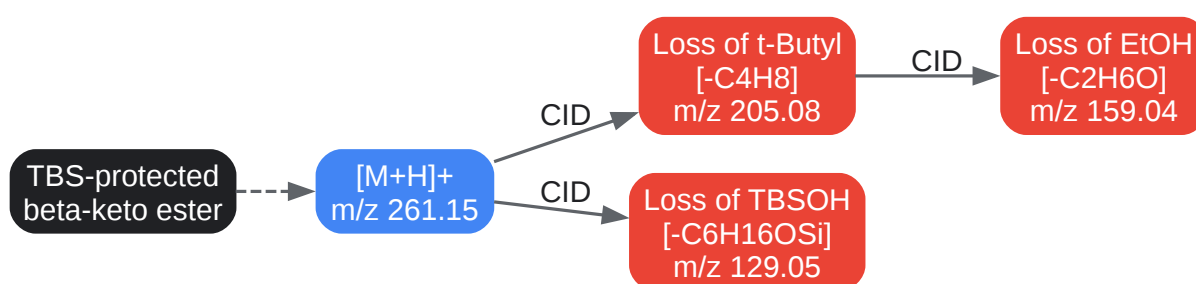 TBS-protected
beta-keto ester
[M+H]+
m/z 261.15
CID
CID
Loss of t-Butyl
[-C4H8]
m/z 205.08
CID
Loss of EtOH
[-C2H6O]
m/z 159.04
Loss of TBSOH
[-C6H16OSi]
m/z 129.05